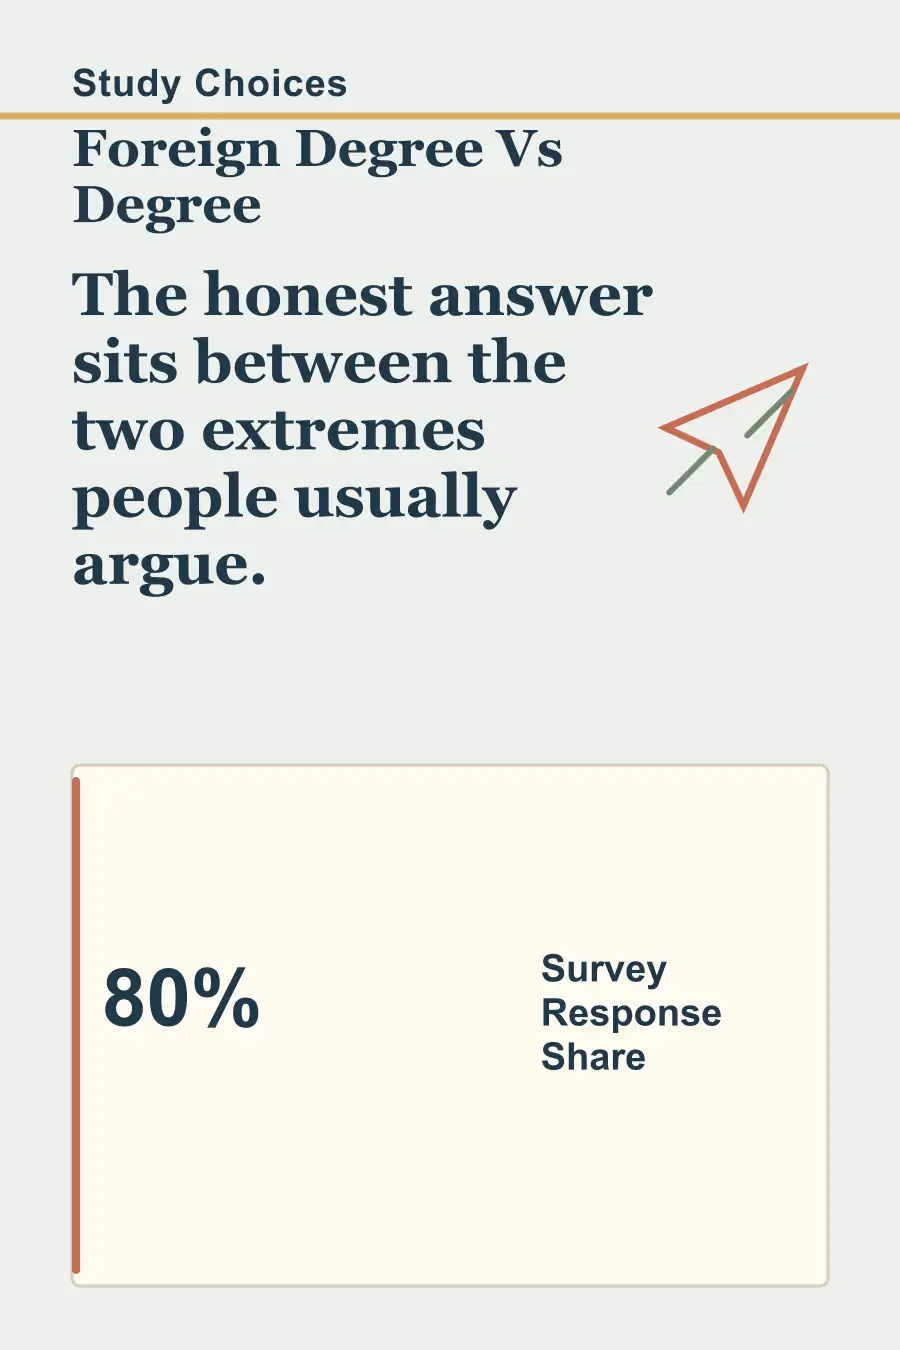 Study Choices
Foreign Degree Vs
Degree
The honest answer
sits between the
two extremes
people usually
argue.
80%
Survey
Response
Share